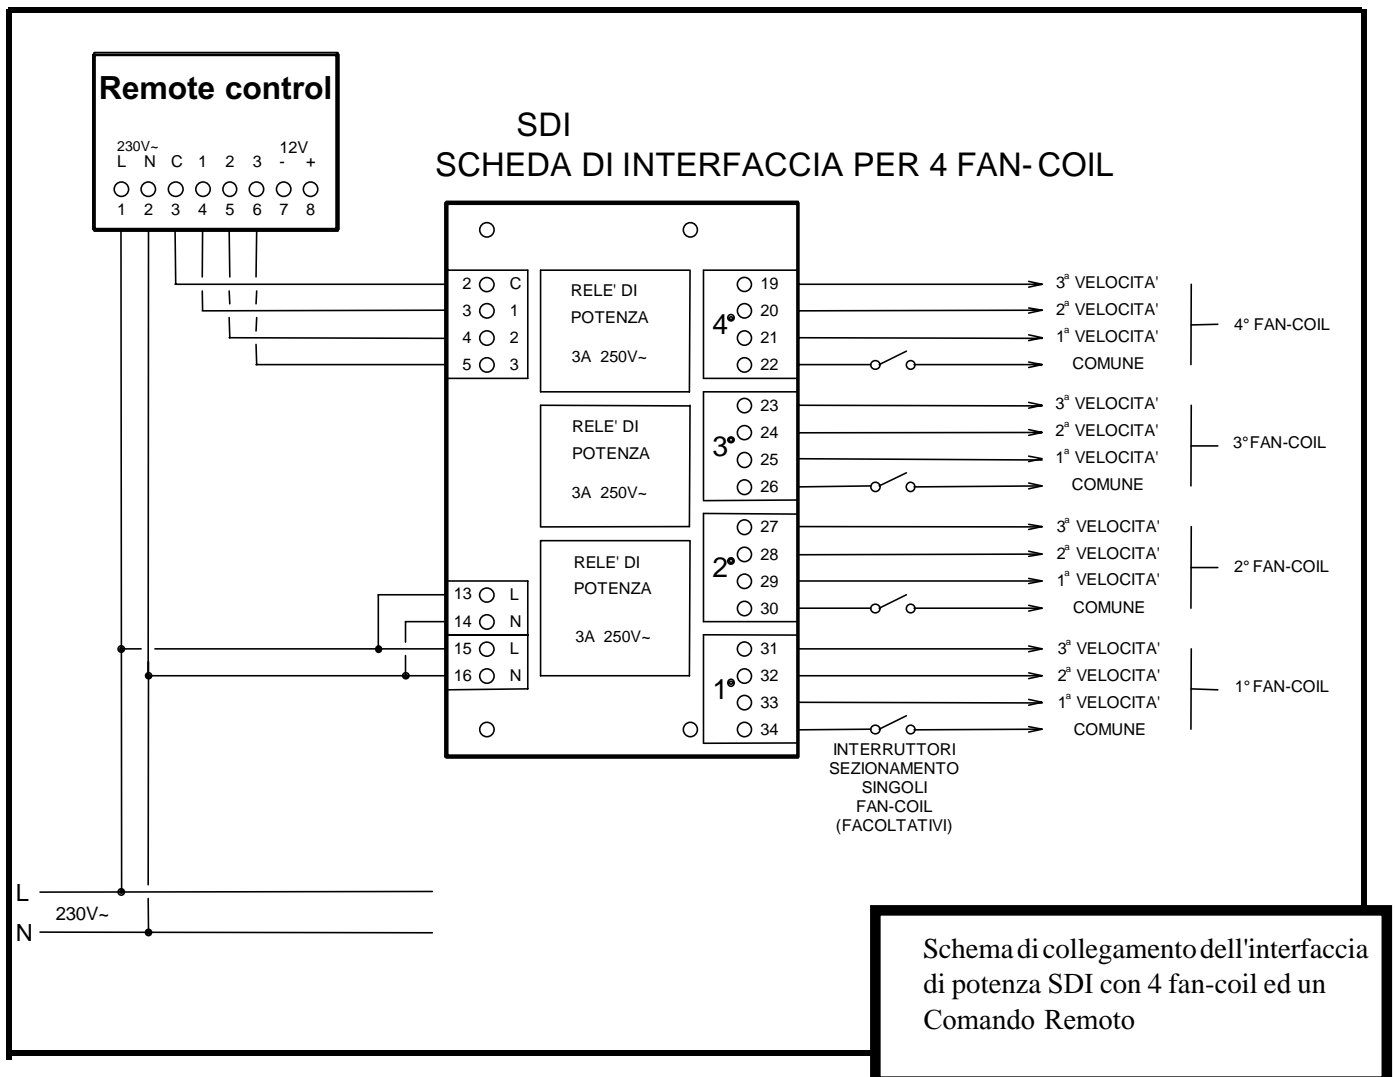 Remote control
230V~ 12V
L N C 1 2 3 - +
1 2 3 4 5 6 7 8
SDI
SCHEDA DI INTERFACCIA PER 4 FAN-COIL
2 C
3 1
4 2
5 3
RELE' DI
POTENZA
3A 250V~
RELE' DI
POTENZA
3A 250V~
RELE' DI
POTENZA
3A 250V~
13 L
14 N
15 L
16 N
4°
19
20
21
22
3°
23
24
25
26
2°
27
28
29
30
1°
31
32
33
34
3ª VELOCITA'
2ª VELOCITA'
1ª VELOCITA'
COMUNE
4° FAN-COIL
3ª VELOCITA'
2ª VELOCITA'
1ª VELOCITA'
COMUNE
3° FAN-COIL
3ª VELOCITA'
2ª VELOCITA'
1ª VELOCITA'
COMUNE
2° FAN-COIL
3ª VELOCITA'
2ª VELOCITA'
1ª VELOCITA'
COMUNE
1° FAN-COIL
INTERRUTTORI
SEZIONAMENTO
SINGOLI
FAN-COIL
(FACOLTATIVI)
L
230V~
N
Schema di collegamento dell'interfaccia
di potenza SDI con 4 fan-coil ed un
Comando Remoto